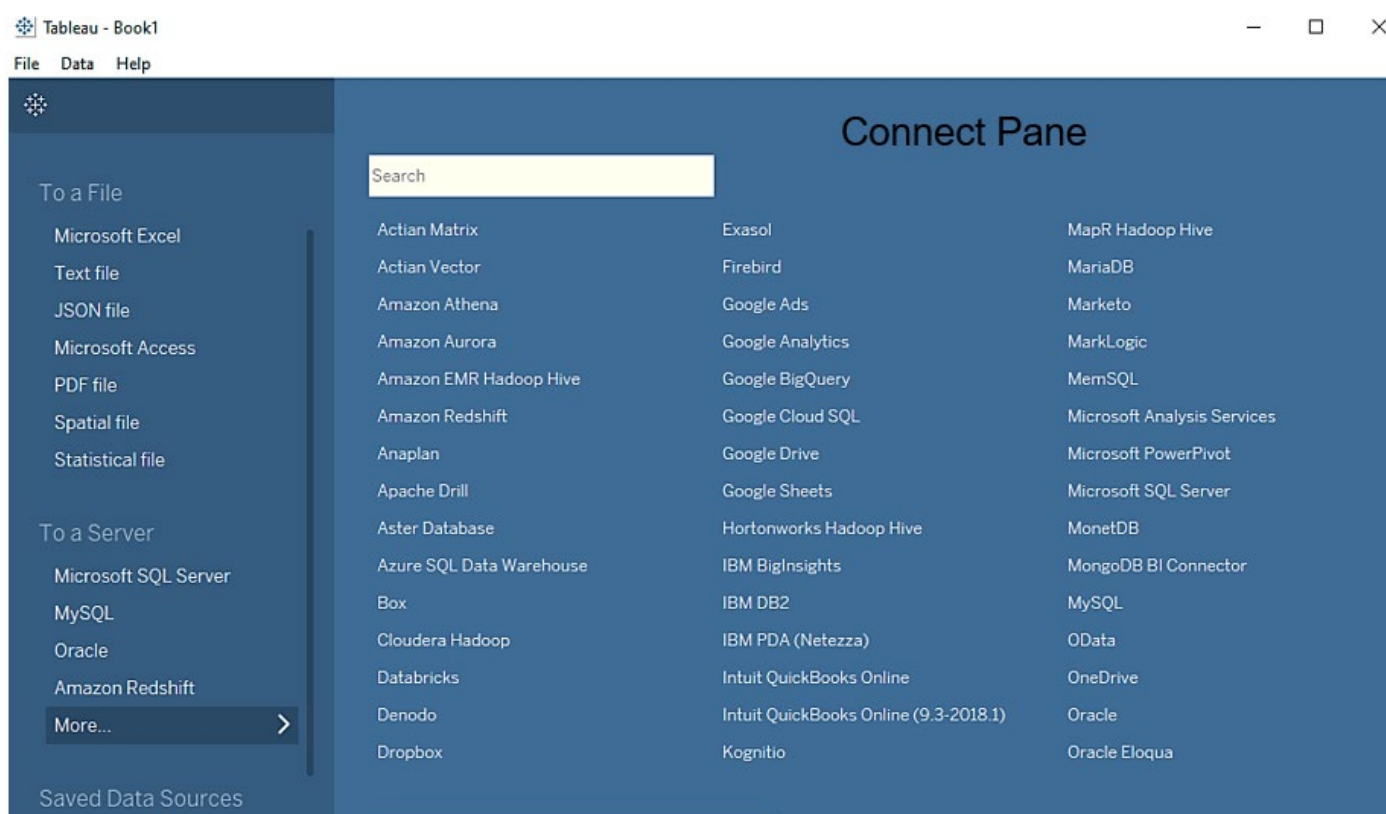 Tableau - Book1
File Data Help
Connect Pane
Search
To a File
Microsoft Excel
Text file
JSON file
Microsoft Access
PDF file
Spatial file
Statistical file
To a Server
Microsoft SQL Server
MySQL
Oracle
Amazon Redshift
More...
Saved Data Sources
Actian Matrix
Actian Vector
Amazon Athena
Amazon Aurora
Amazon EMR Hadoop Hive
Amazon Redshift
Anaplan
Apache Drill
Aster Database
Azure SQL Data Warehouse
Box
Cloudera Hadoop
Databricks
Denodo
Dropbox
Exasol
Firebird
Google Ads
Google Analytics
Google BigQuery
Google Cloud SQL
Google Drive
Google Sheets
Hortonworks Hadoop Hive
IBM BigInsights
IBM DB2
IBM PDA (Netezza)
Intuit QuickBooks Online
Intuit QuickBooks Online (9.3-2018.1)
Kognitio
MapR Hadoop Hive
MariaDB
Marketo
MarkLogic
MemSQL
Microsoft Analysis Services
Microsoft PowerPivot
Microsoft SQL Server
MonetDB
MongoDB BI Connector
MySQL
OData
OneDrive
Oracle
Oracle Eloqua